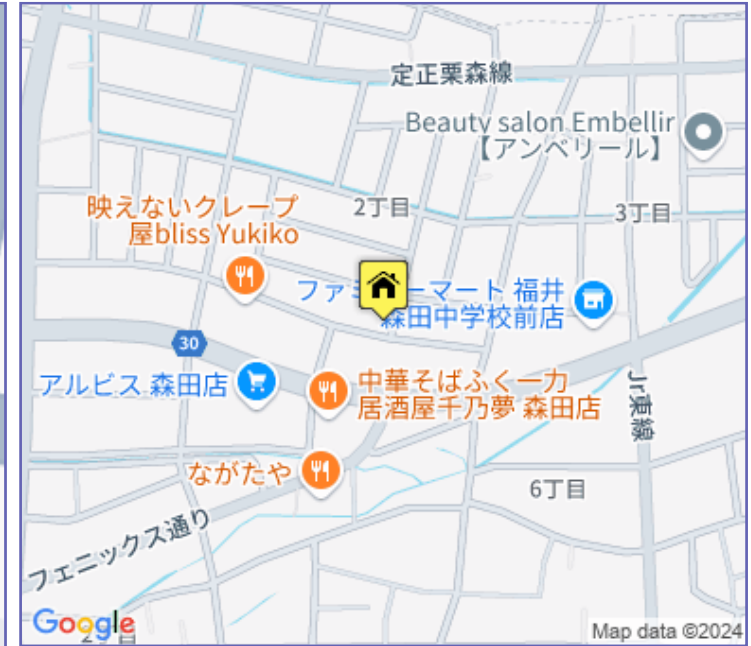 定正栗森線
Beauty salon Embellir
【アンベリール】
映えないクレープ
屋bliss Yukiko
2丁目
3丁目
ファ
ーマート 福井
森田中学校前店
30
アルビス 森田店
中華そばふくーカ
居酒屋千乃夢 森田店
Jr東線
ながたや
6丁目
フェニックス通り
Google
Map data ©2024